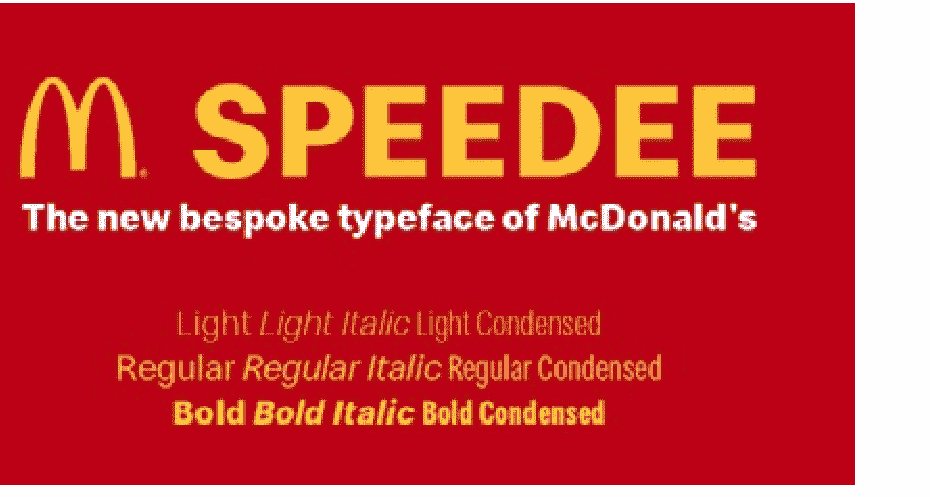 M SPEEDEE
The new bespoke typeface of McDonald's
Light Light Italic Light Condensed
Regular Regular Italic Regular Condensed
Bold Bold Italic Bold Condensed